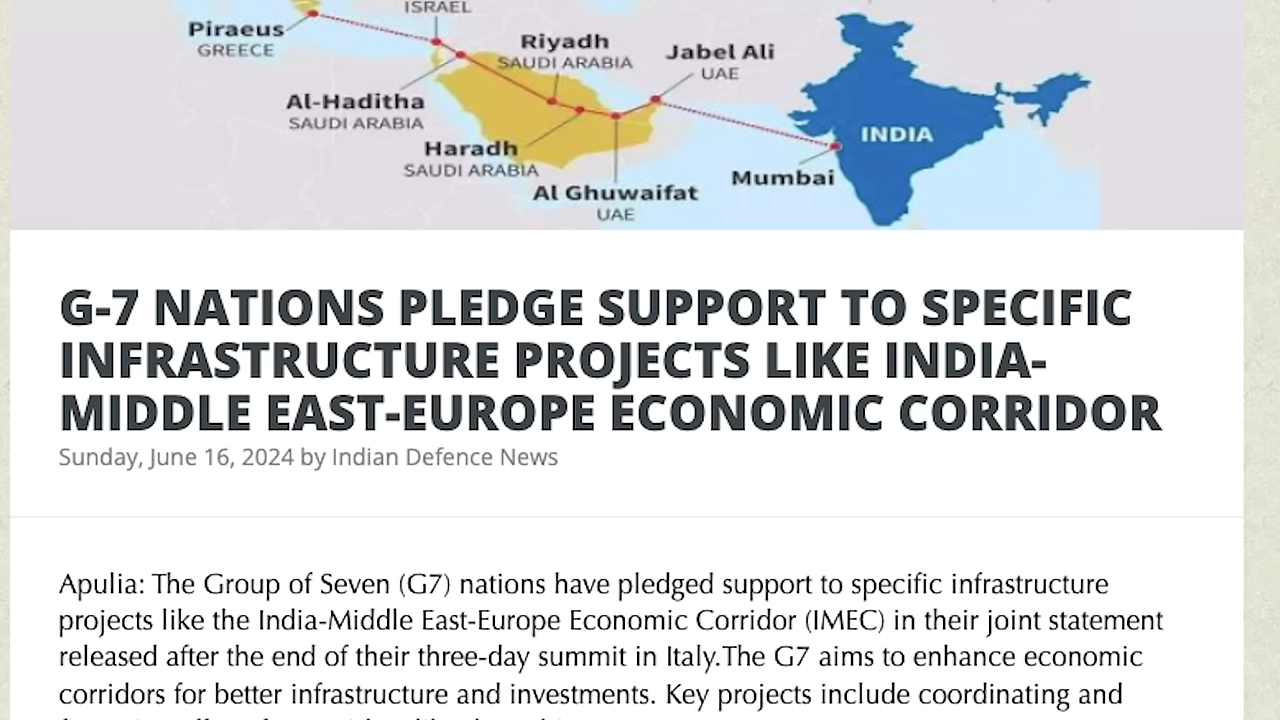 ISRAEL
Piraeus
GREECE
Riyadh
SAUDI ARABIA
Jabel Ali
UAE
Al-Haditha
SAUDI ARABIA
INDIA
Haradh
SAUDI ARABIA
Mumbai
Al Ghuwaifat
UAE
G-7 NATIONS PLEDGE SUPPORT TO SPECIFIC
INFRASTRUCTURE PROJECTS LIKE INDIA-
MIDDLE EAST-EUROPE ECONOMIC CORRIDOR
Sunday, June 16, 2024 by Indian Defence News
Apulia: The Group of Seven (G7) nations have pledged support to specific infrastructure
projects like the India-Middle East-Europe Economic Corridor (IMEC) in their joint statement
released after the end of their three-day summit in Italy.The G7 aims to enhance economic
corridors for better infrastructure and investments. Key projects include coordinating and